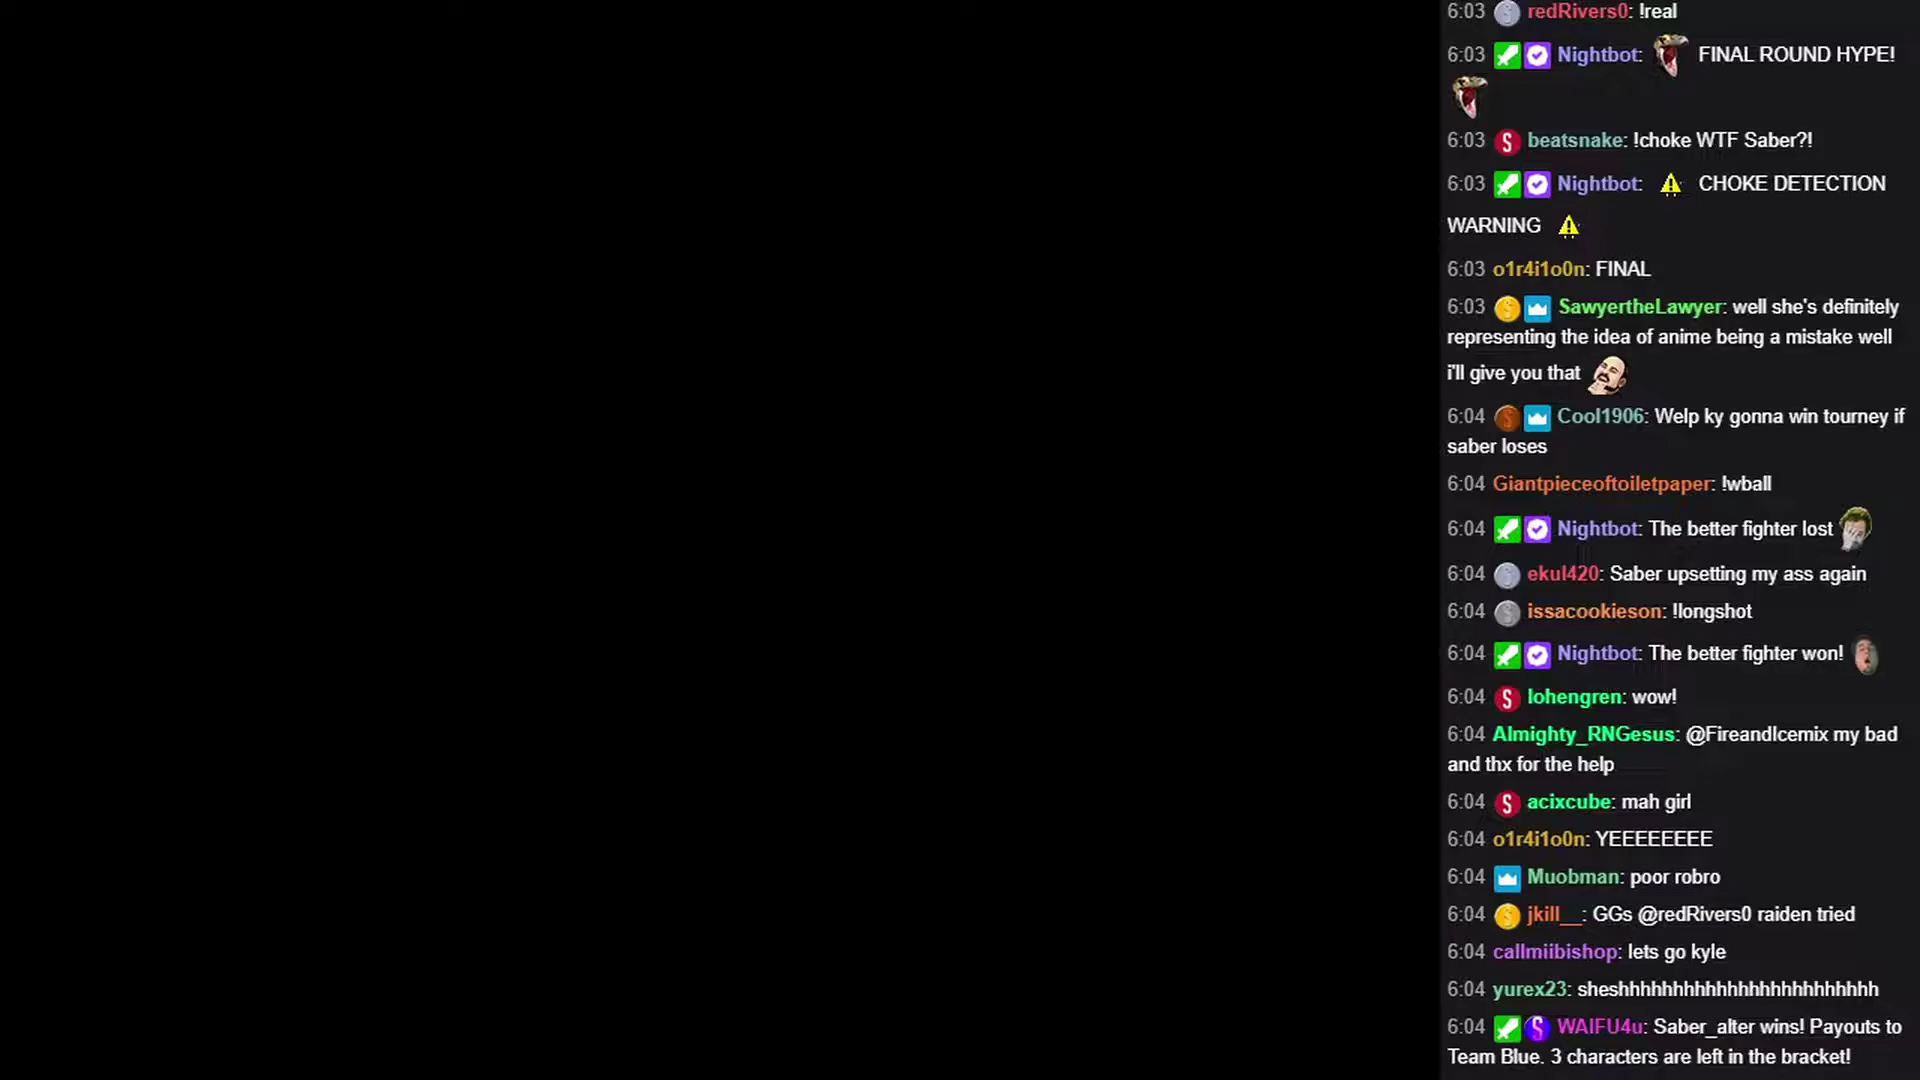 6:03 redRivers0: !real
6:03 Nightbot: FINAL ROUND HYPE!
6:03 beatsnake: !choke WTF Saber?!
6:03 Nightbot: CHOKE DETECTION
WARNING
6:03 o1r4i1o0n: FINAL
6:03 SawyertheLawyer: well she's definitely
representing the idea of anime being a mistake well
i'll give you that
6:04 Cool1906: Welp ky gonna win tourney if
saber loses
6:04 Giantpieceoftoiletpaper: !wball
6:04 Nightbot: The better fighter lost
6:04 ekul420: Saber upsetting my ass again
6:04 issacookieson: !longshot
6:04 Nightbot: The better fighter won!
6:04 lohengren: wow!
6:04 Almighty_RNGesus: @FireandIcemix my bad
and thx for the help
6:04 acixcube: mah girl
6:04 o1r4i1o0n: YEEEEEEEE
6:04 Muobman: poor robro
6:04 jkill__: GGs @redRivers0 raiden tried
6:04 callmiibishop: lets go kyle
6:04 yurex23: sheshhhhhhhhhhhhhhhhhhhhhhhh
6:04 WAIFU4u: Saber_alter wins! Payouts to
Team Blue. 3 characters are left in the bracket!